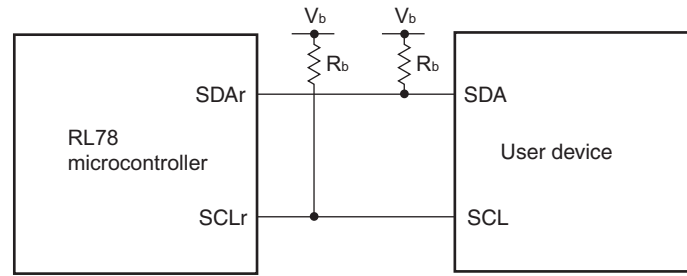 Vb
Vb
Rb
Rb
SDAr
SDA
RL78
microcontroller
User device
SCLr
SCL